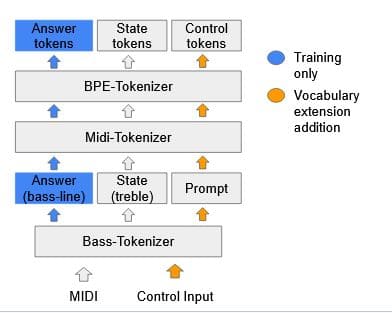 Answer
tokens
State
tokens
Control
tokens
BPE-Tokenizer
Midi-Tokenizer
Answer
(bass-line)
State
(treble)
Prompt
Bass-Tokenizer
MIDI
Control Input
Training
only
Vocabulary
extension
addition